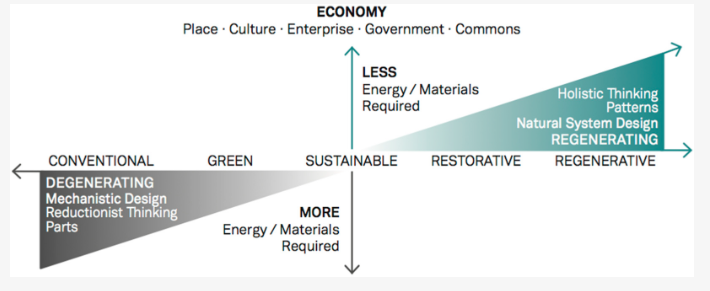 ECONOMY
Place · Culture · Enterprise · Government · Commons
LESS
Energy / Materials
Required
Holistic Thinking
Patterns
Natural System Design
REGENERATING
CONVENTIONAL GREEN SUSTAINABLE RESTORATIVE REGENERATIVE
DEGENERATING
Mechanistic Design
Reductionist Thinking
Parts
MORE
Energy / Materials
Required